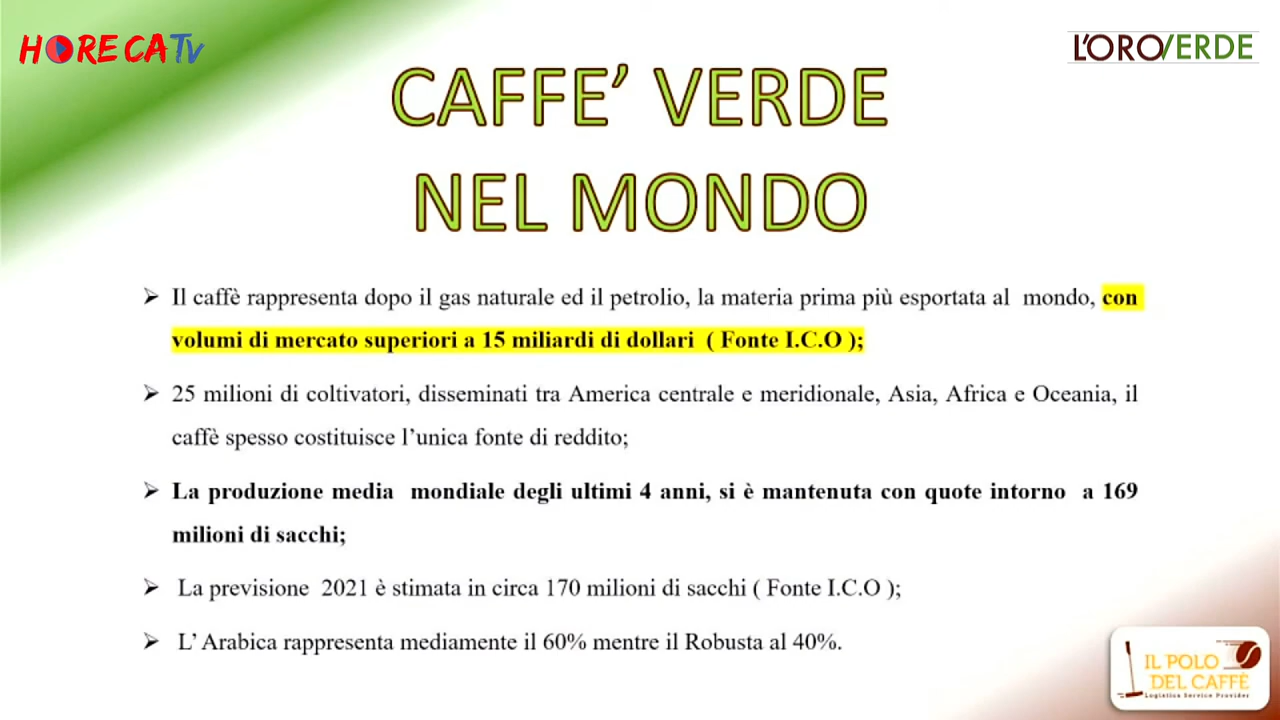 HORECATv
L'OROVERDE
CAFFE' VERDE
NEL MONDO
➢ Il caffè rappresenta dopo il gas naturale ed il petrolio, la materia prima più esportata al mondo, con
volumi di mercato superiori a 15 miliardi di dollari ( Fonte I.C.O );
➢ 25 milioni di coltivatori, disseminati tra America centrale e meridionale, Asia, Africa e Oceania, il
caffè spesso costituisce l'unica fonte di reddito;
➢ La produzione media mondiale degli ultimi 4 anni, si è mantenuta con quote intorno a 169
milioni di sacchi;
➢ La previsione 2021 è stimata in circa 170 milioni di sacchi ( Fonte I.C.O );
➢ L' Arabica rappresenta mediamente il 60% mentre il Robusta al 40%.
IL POLO
DEL CAFFÈ
Logistics Service Provider